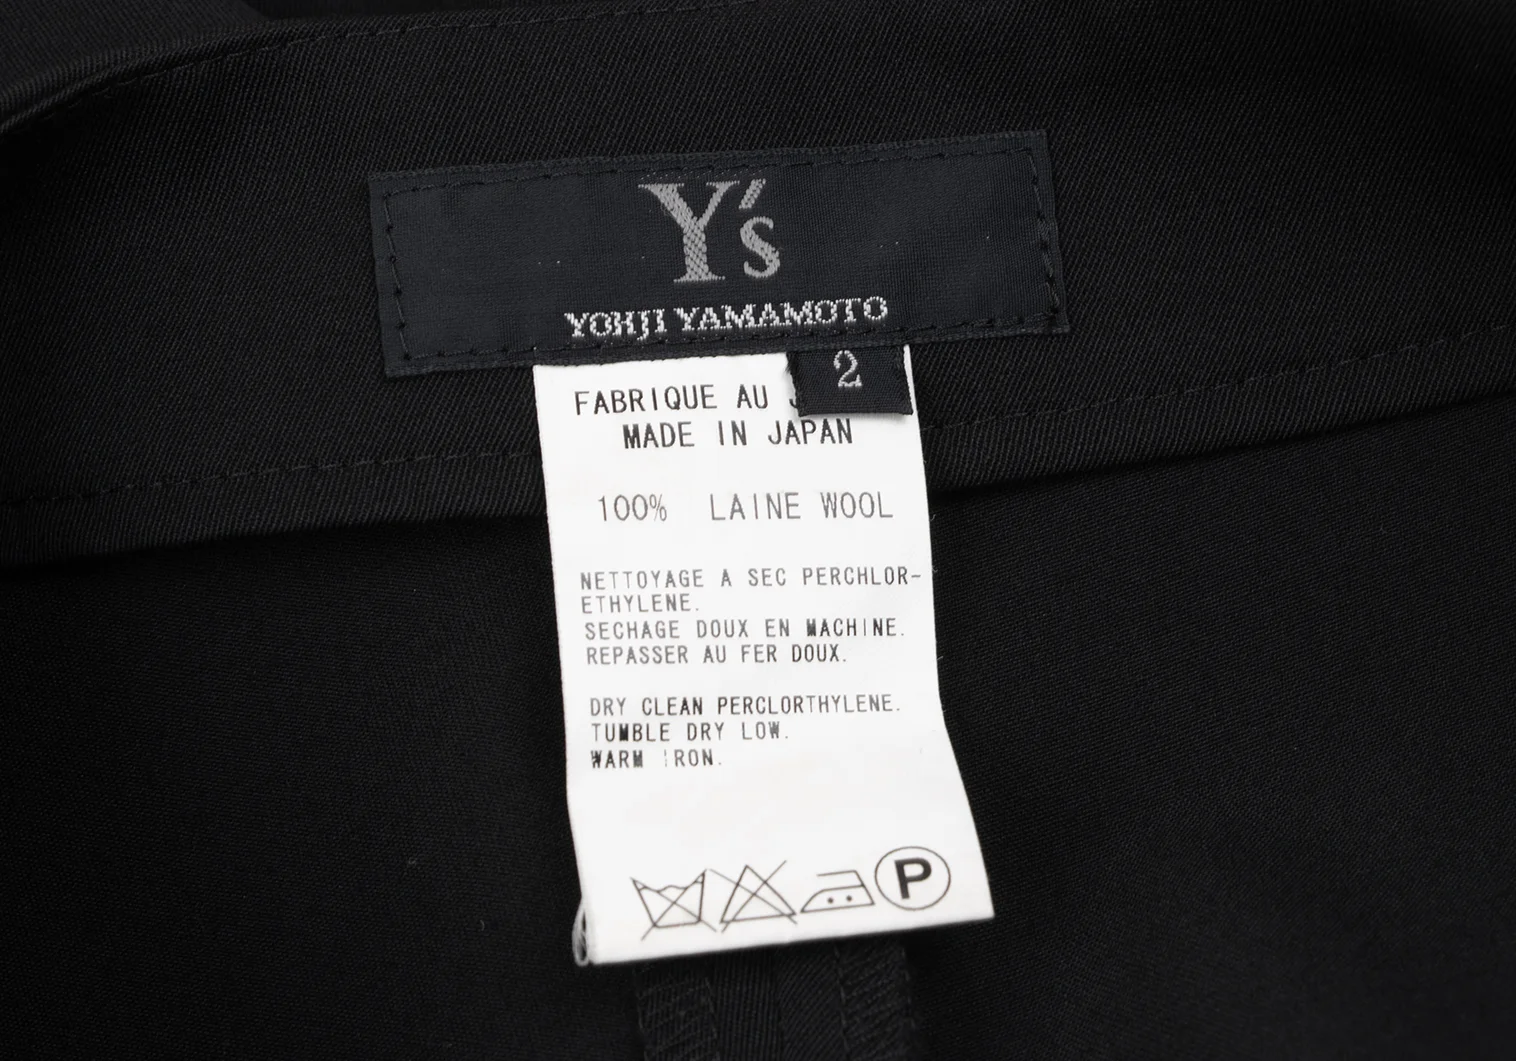 Y's
YOHJI YAMAMOTO
2
FABRIQUE AU
MADE IN JAPAN
100% LAINE WOOL
NETTOYAGE A SEC PERCHLOR-
ETHYLENE.
SECHAGE DOUX EN MACHINE.
REPASSER AU FER DOUX.
DRY CLEAN PERCLORTHYLENE.
TUMBLE DRY LOW.
WARM IRON.
P